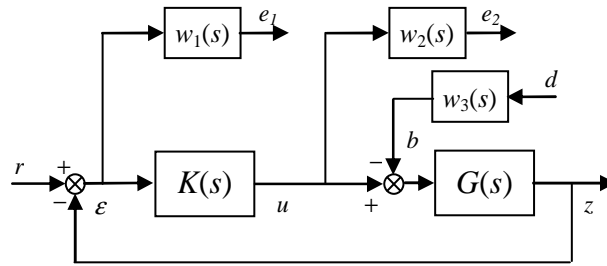 w₁(s) e₁ w₂(s) e₂
w₃(s) d
b
r + − ε K(s) u + − G(s) z